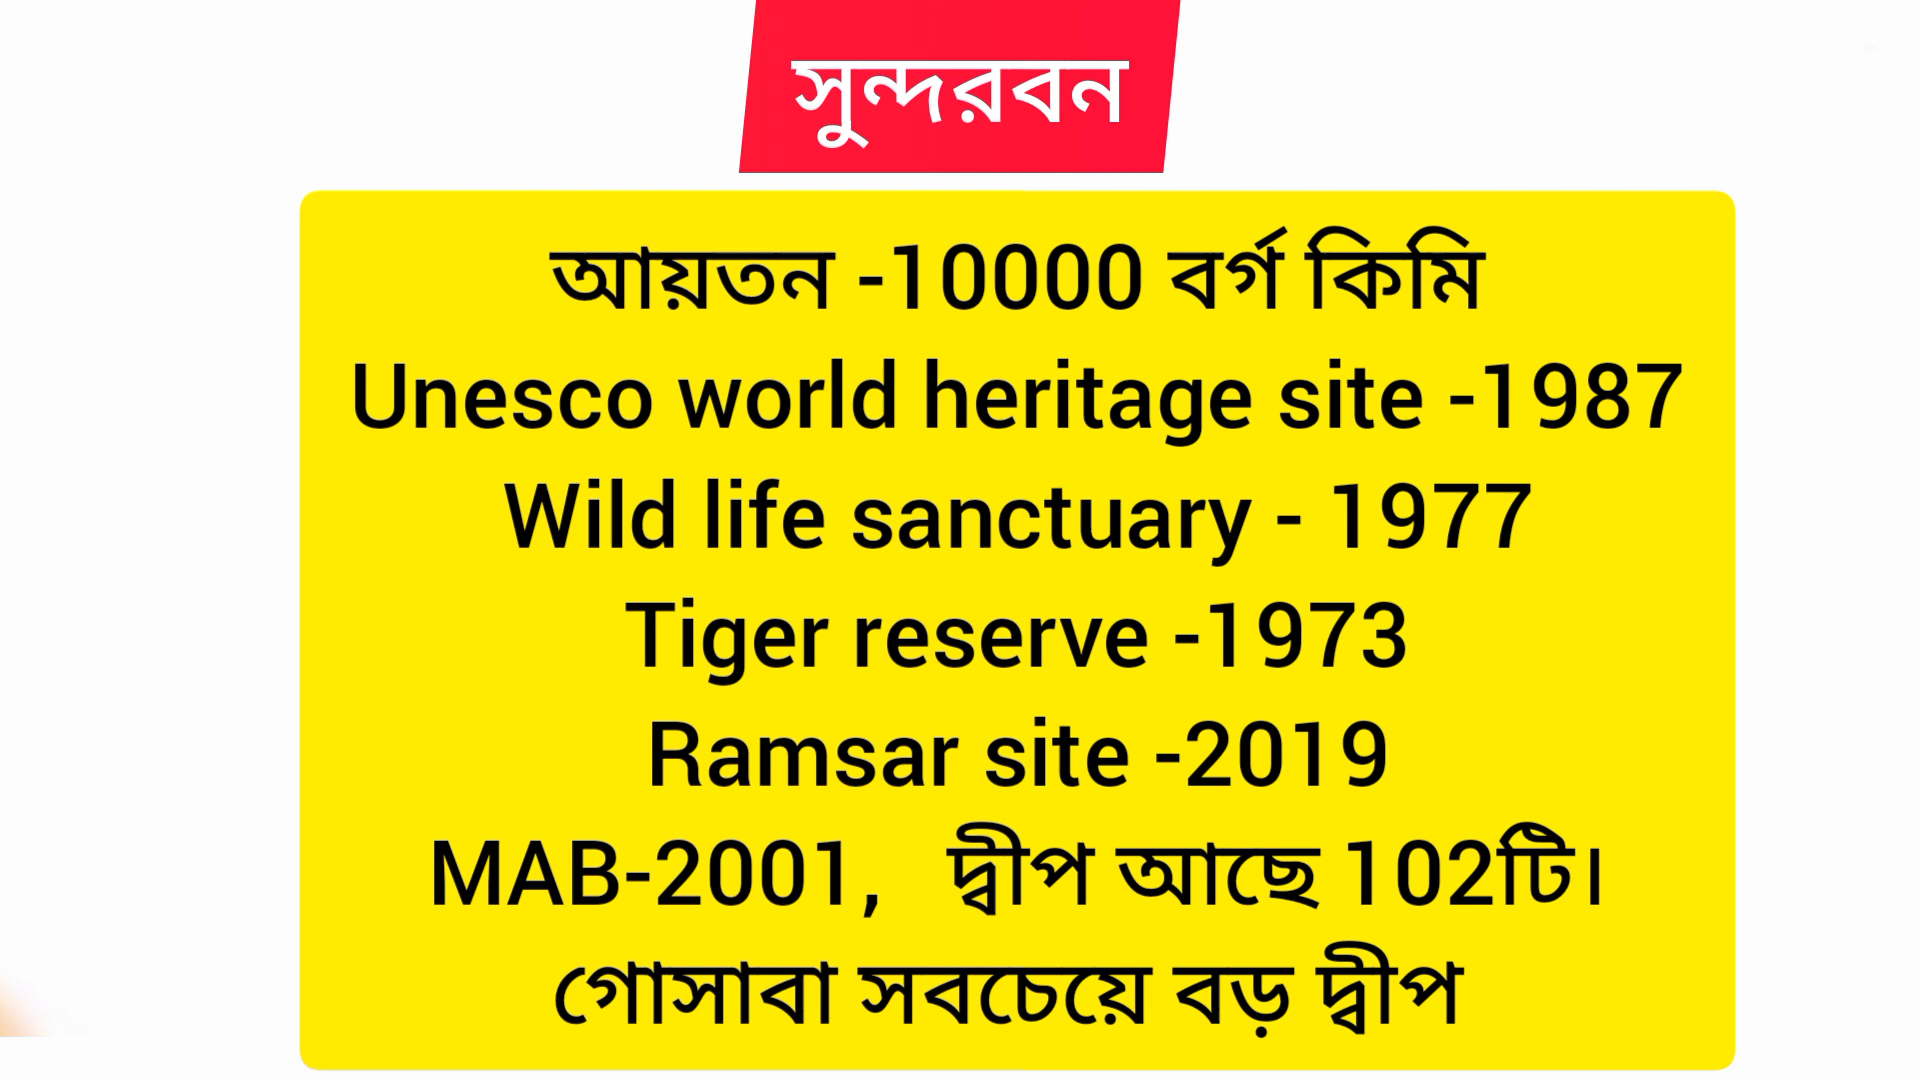 সুন্দরবন
আয়তন -10000 বর্গ কিমি
Unesco world heritage site -1987
Wild life sanctuary - 1977
Tiger reserve -1973
Ramsar site -2019
MAB-2001, দ্বীপ আছে 102টি।
গোসাবা সবচেয়ে বড় দ্বীপ